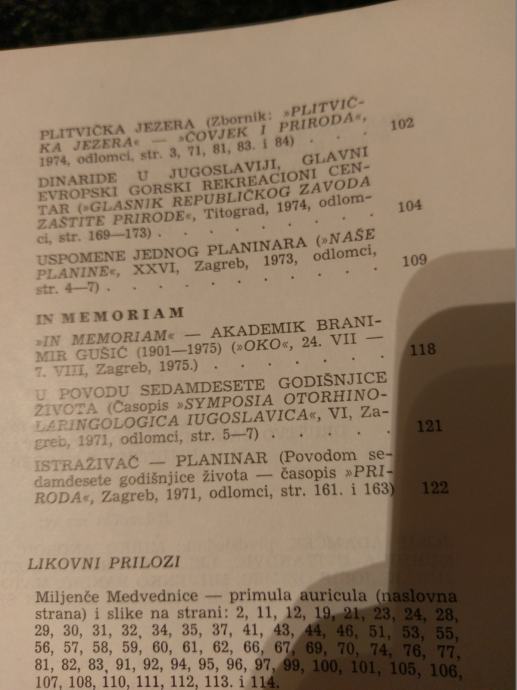 PLITVIČKA JEZERA (Zbornik: »PLITVIČ-
KA JEZERA« — »ČOVJEK I PRIRODA«,
1974, odlomci, str. 3, 71, 81, 83. i 84) . . . 102
DINARIDE U JUGOSLAVIJI, GLAVNI
EVROPSKI GORSKI REKREACIONI CEN-
TAR (»GLASNIK REPUBLIČKOG ZAVODA
ZAŠTITE PRIRODE«, Titograd, 1974, odlom-
ci, str. 169—173) . . . . . . . 104
USPOMENE JEDNOG PLANINARA (»NAŠE
PLANINE«, XXVI, Zagreb, 1973, odlomci,
str. 4—7) . . . . . . . . . 109
IN MEMORIAM
»IN MEMORIAM« — AKADEMIK BRANI-
MIR GUŠIĆ (1901—1975) (»OKO«, 24. VII —
7. VIII, Zagreb, 1975.) . . . . . . 118
U POVODU SEDAMDESETE GODIŠNJICE
ŽIVOTA (Časopis »SYMPOSIA OTORHINO-
LARINGOLOGICA IUGOSLAVICA«, VI, Za-
greb, 1971, odlomci, str. 5—7) . . . . . 121
ISTRAŽIVAČ — PLANINAR (Povodom se-
damdesete godišnjice života — časopis »PRI-
RODA«, Zagreb, 1971, odlomci, str. 161. i 163) 122
LIKOVNI PRILOZI
Miljenče Medvednice — primula auricula (naslovna
strana) i slike na strani: 2, 11, 12, 19, 21, 23, 24, 28,
29, 30, 31, 32, 34, 35, 37, 41, 43, 44, 46, 51, 53, 55,
56, 57, 58, 59, 60, 61, 62, 66, 67, 69, 70, 74, 76, 77,
81, 82, 83, 91, 92, 94, 95, 96, 97, 99, 100, 101, 105, 106,
107, 108, 110, 111, 112, 113. i 114.